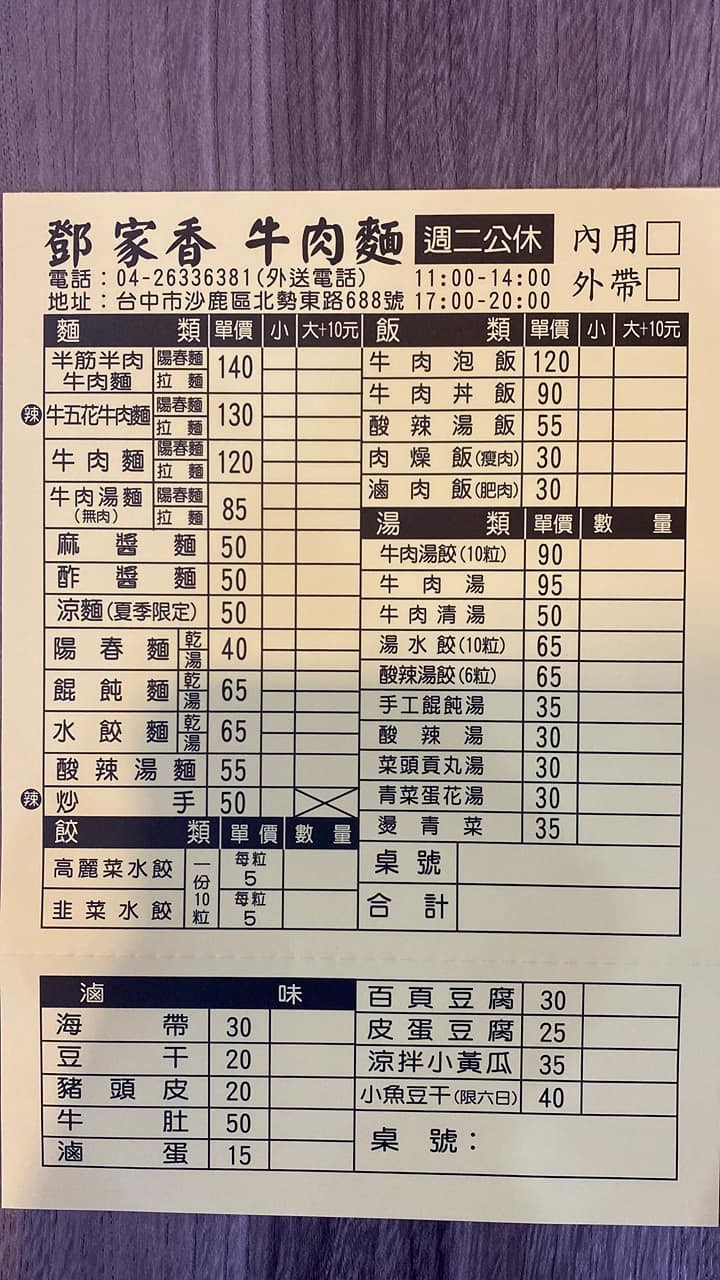 鄧家香 牛肉麵 週二公休 內用□
電話：04-26336381(外送電話) 11:00-14:00 外帶□
地址：台中市沙鹿區北勢東路688號 17:00-20:00
麵類 單價 小 大+10元
半筋半肉牛肉麵 陽春麵 拉麵 140
辣 牛五花牛肉麵 陽春麵 拉麵 130
牛肉麵 陽春麵 拉麵 120
牛肉湯麵(無肉) 陽春麵 拉麵 85
麻醬麵 50
酢醬麵 50
涼麵(夏季限定) 50
陽春麵 乾 湯 40
餛飩麵 乾 湯 65
水餃麵 乾 湯 65
酸辣湯麵 55
辣 炒手 50
餃類 單價 數量
高麗菜水餃 一份10粒 每粒5
韭菜水餃 每粒5
飯類 單價 小 大+10元
牛肉泡飯 120
牛肉丼飯 90
酸辣湯飯 55
肉燥飯(瘦肉) 30
滷肉飯(肥肉) 30
湯類 單價 數量
牛肉湯餃(10粒) 90
牛肉湯 95
牛肉清湯 50
湯水餃(10粒) 65
酸辣湯餃(6粒) 65
手工餛飩湯 35
酸辣湯 30
菜頭貢丸湯 30
青菜蛋花湯 30
燙青菜 35
桌號
合計
滷味
海帶 30
豆干 20
豬頭皮 20
牛肚 50
滷蛋 15
百頁豆腐 30
皮蛋豆腐 25
涼拌小黃瓜 35
小魚豆干(限六日) 40
桌號：